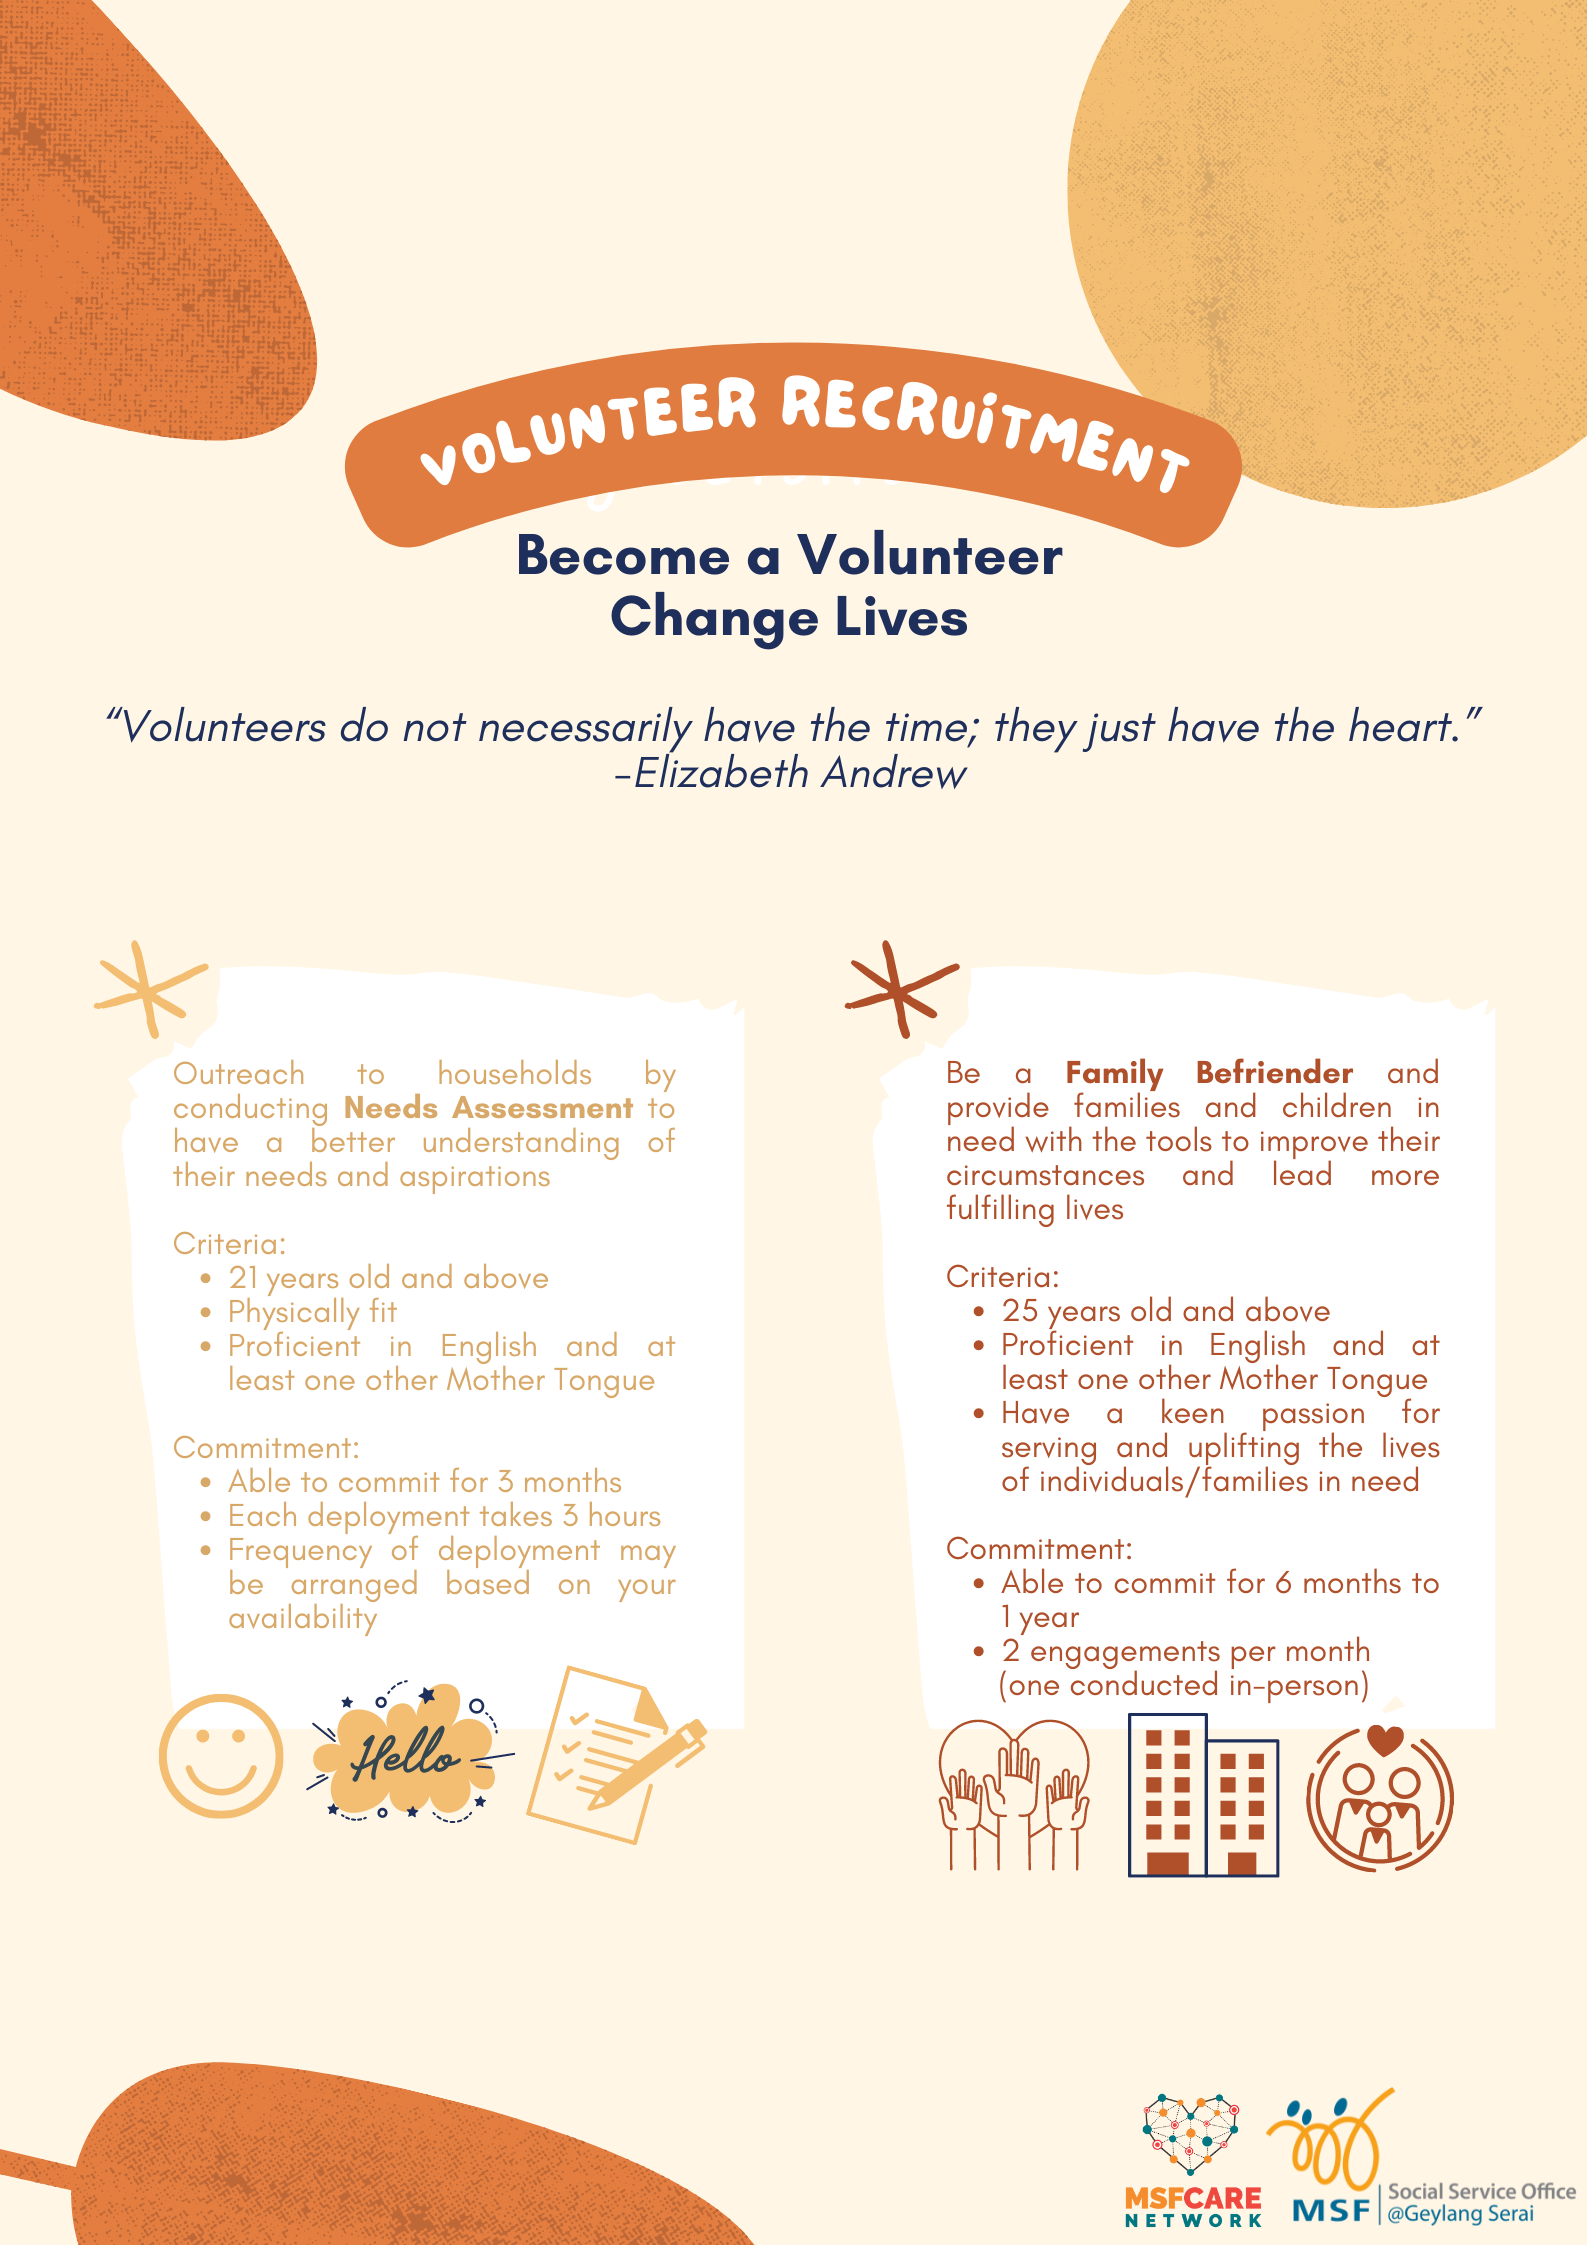 VOLUNTEER RECRUITMENT
Become a Volunteer
Change Lives
“Volunteers do not necessarily have the time; they just have the heart.”
-Elizabeth Andrew
Outreach to households by
conducting Needs Assessment to
have a better understanding of
their needs and aspirations
Criteria:
• 21 years old and above
• Physically fit
• Proficient in English and at
least one other Mother Tongue
Commitment:
• Able to commit for 3 months
• Each deployment takes 3 hours
• Frequency of deployment may
be arranged based on your
availability
Hello
Be a Family Befriender and
provide families and children in
need with the tools to improve their
circumstances and lead more
fulfilling lives
Criteria:
• 25 years old and above
• Proficient in English and at
least one other Mother Tongue
• Have a keen passion for
serving and uplifting the lives
of individuals/families in need
Commitment:
• Able to commit for 6 months to
1 year
• 2 engagements per month
(one conducted in-person)
MSFCARE
NETWORK
MSF
Social Service Office
@Geylang Serai